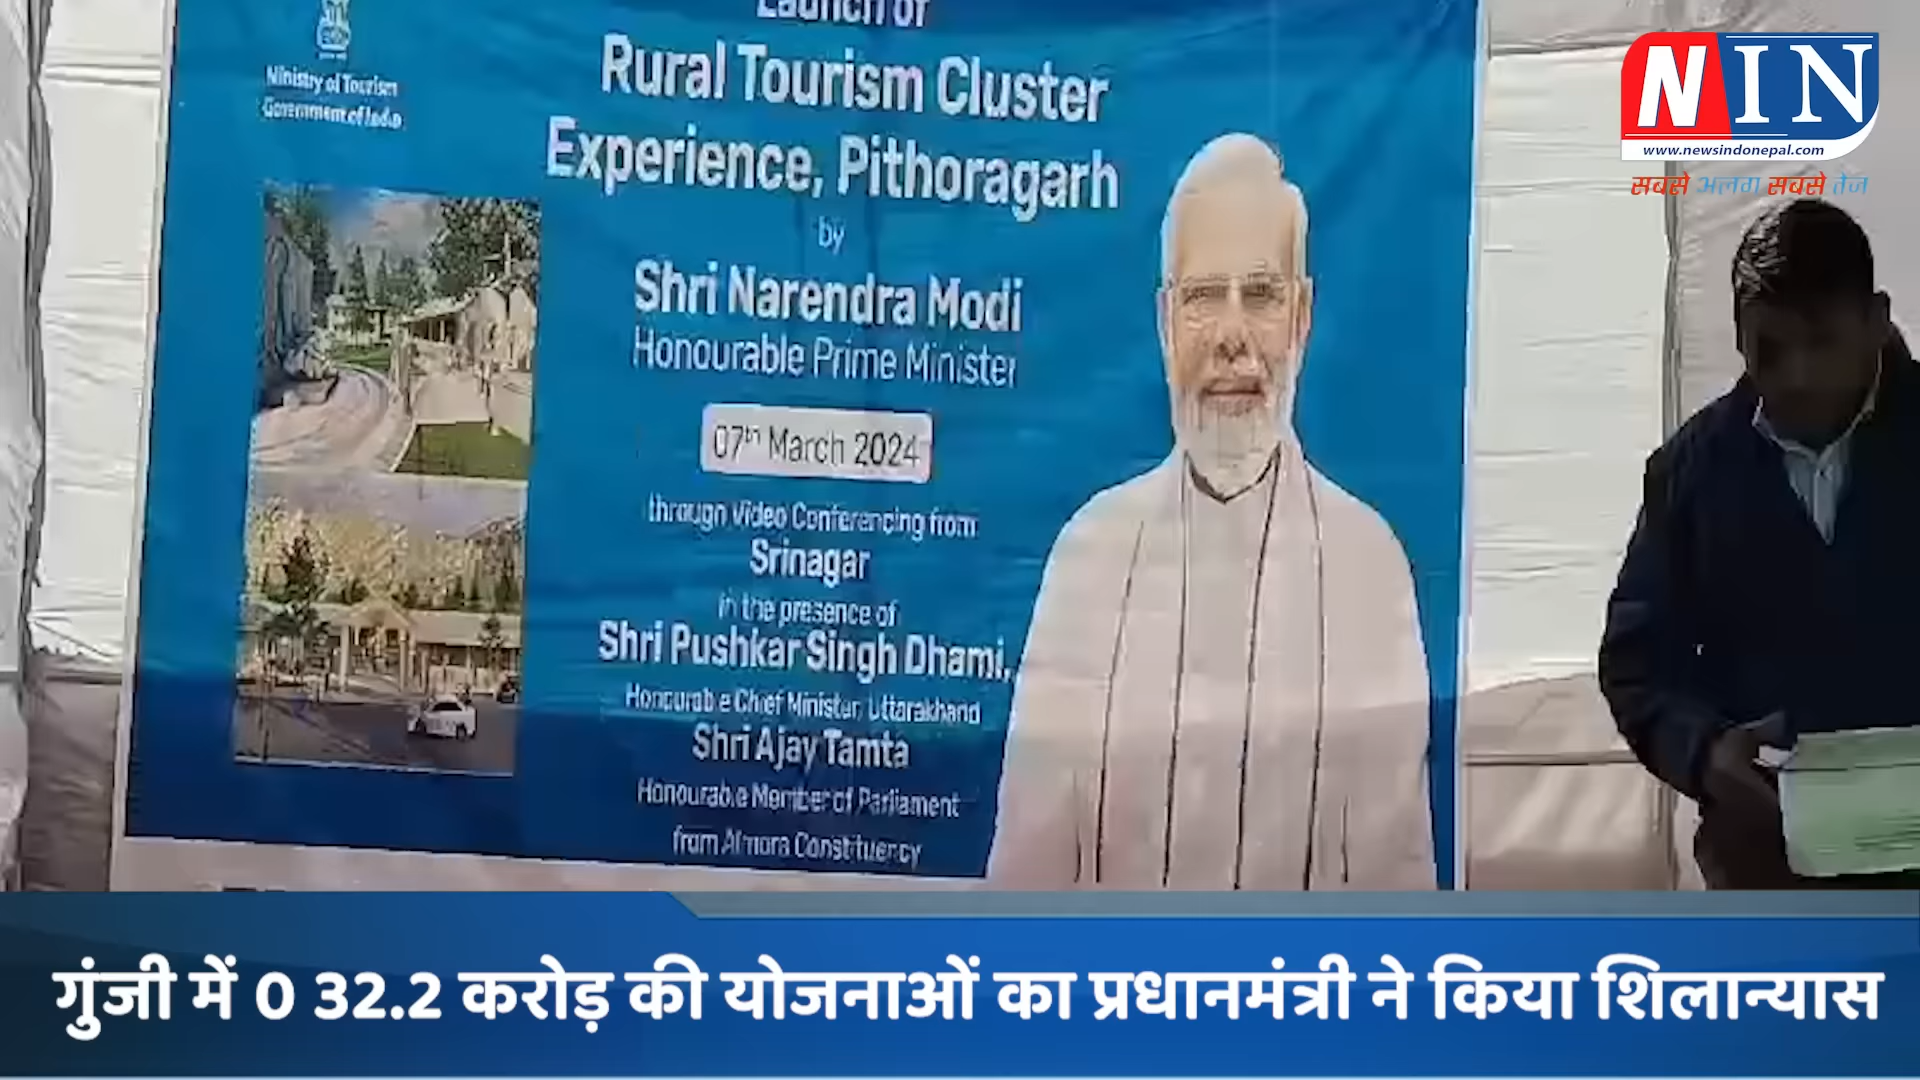 Launch of
Rural Tourism Cluster
Experience, Pithoragarh
by
Shri Narendra Modi
Honourable Prime Minister
07th March 2024
through Video Conferencing from
Srinagar
in the presence of
Shri Pushkar Singh Dhami,
Honourable Chief Minister, Uttarakhand
Shri Ajay Tamta
Honourable Member of Parliament
from Almora Constituency
Ministry of Tourism
Government of India
NIN
www.newsindonepal.com
सबसे अलग सबसे तेज
गुंजी में 0 32.2 करोड़ की योजनाओं का प्रधानमंत्री ने किया शिलान्यास